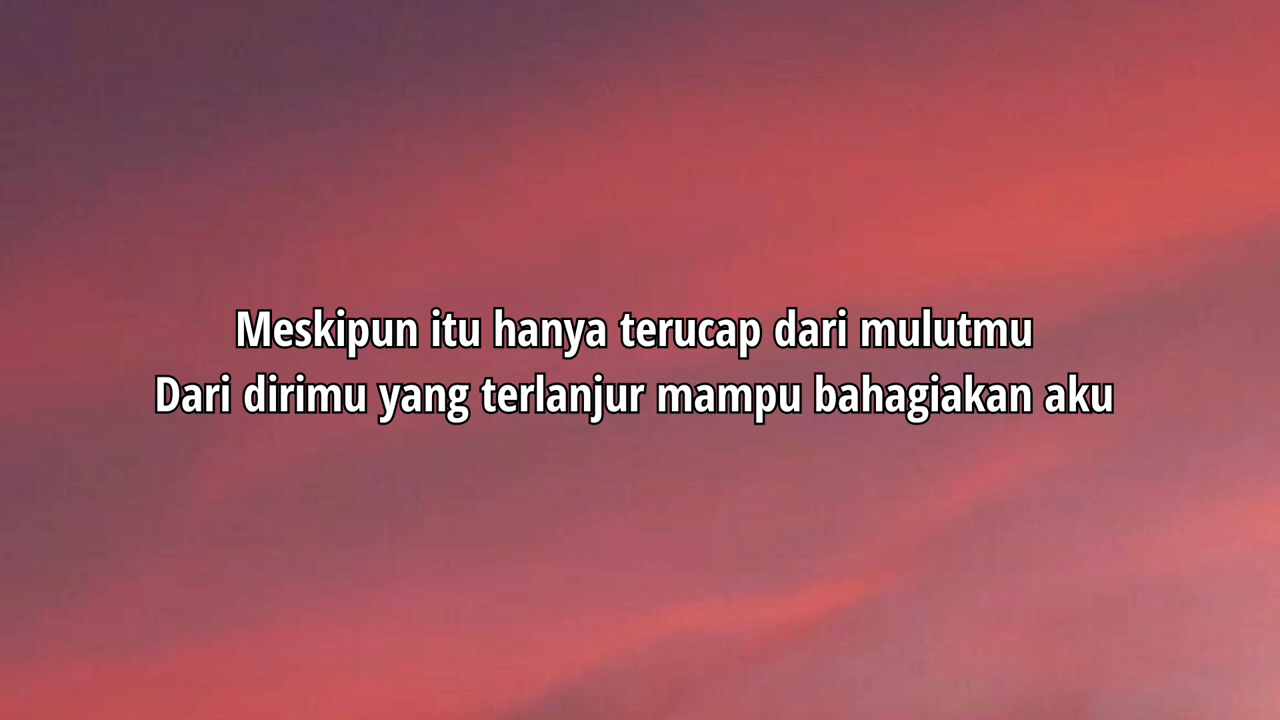 Meskipun itu hanya terucap dari mulutmu
Dari dirimu yang terlanjur mampu bahagiakan aku